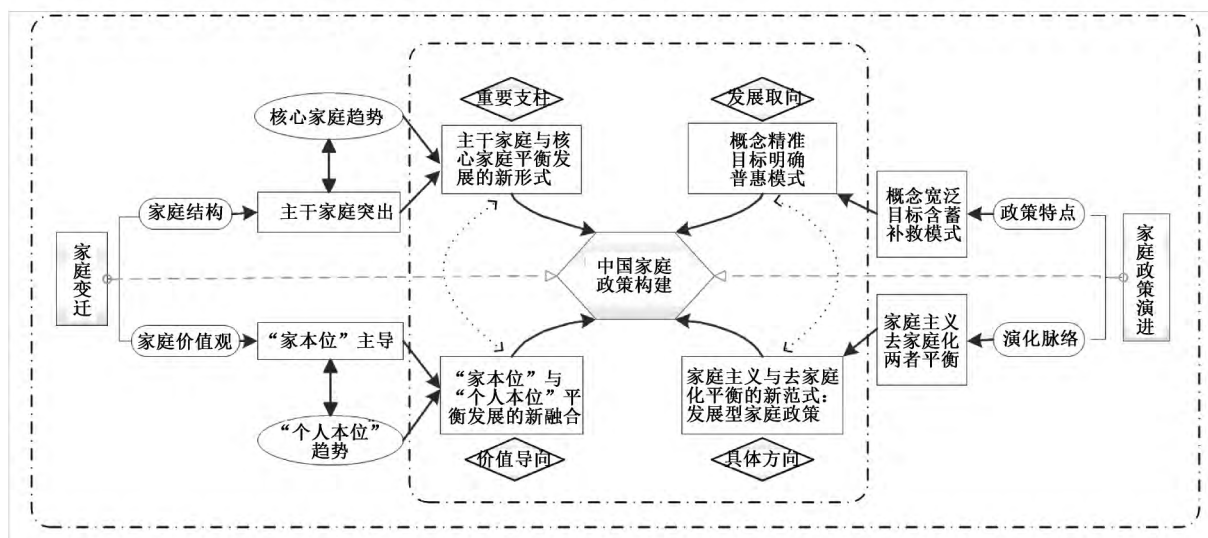 重要支柱
发展取向
核心家庭趋势
主干家庭与核
心家庭平衡发
展的新形式
概念精准
目标明确
普惠模式
家庭结构
主干家庭突出
概念宽泛
目标含蓄
补救模式
政策特点
家庭变迁
中国家庭
政策构建
家庭政策演进
家庭价值观
“家本位”主导
家庭主义
去家庭化
两者平衡
演化脉络
“家本位”与
“个人本位”平
衡发展的新融合
家庭主义与去家庭
化平衡的新范式：
发展型家庭政策
“个人本位”
趋势
价值导向
具体方向